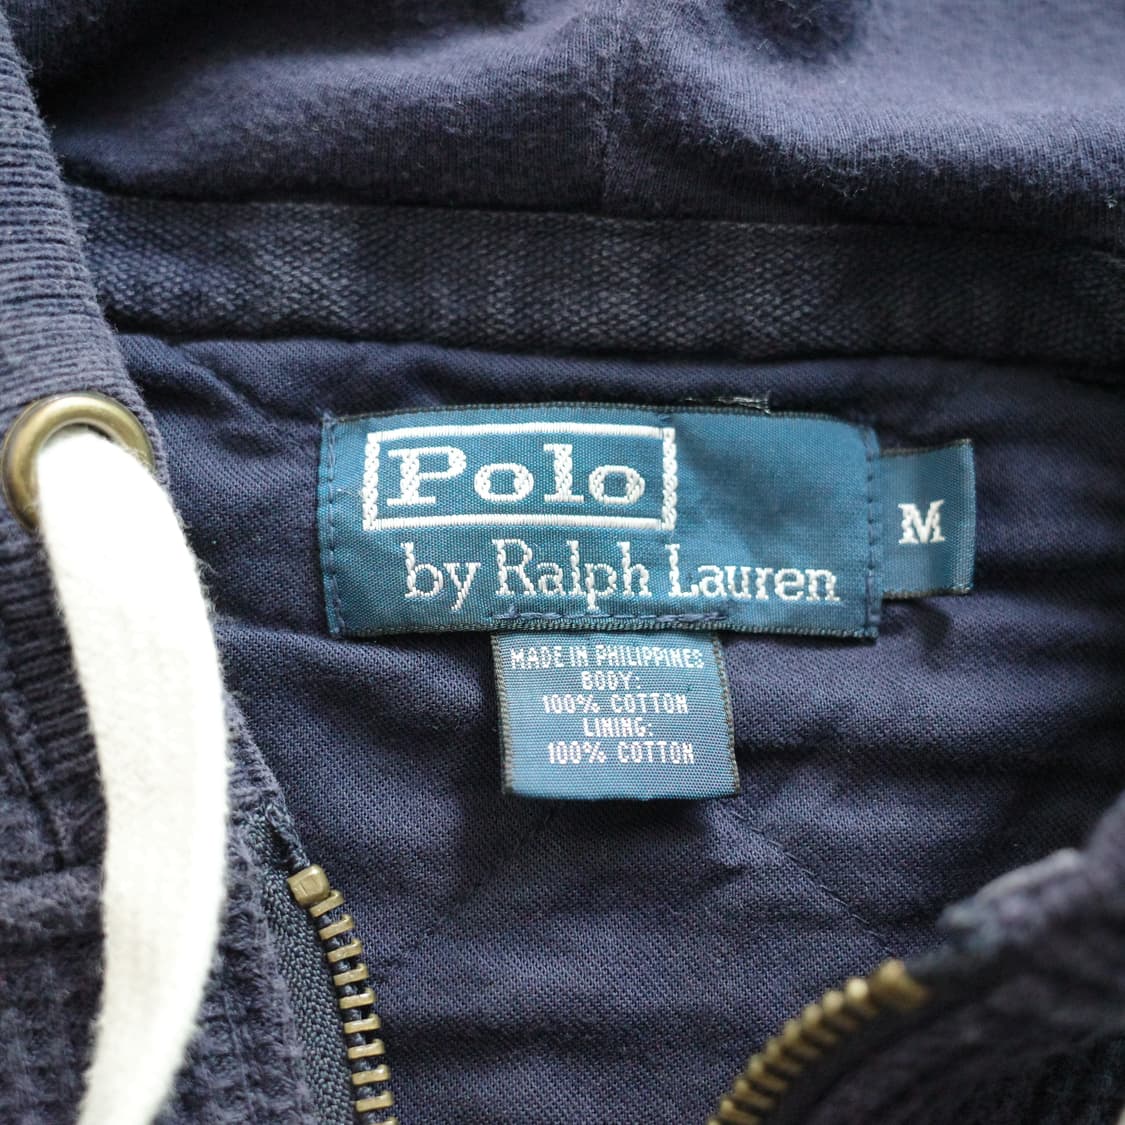 Polo
by Ralph Lauren
M
MADE IN PHILIPPINES
BODY:
100% COTTON
LINING:
100% COTTON